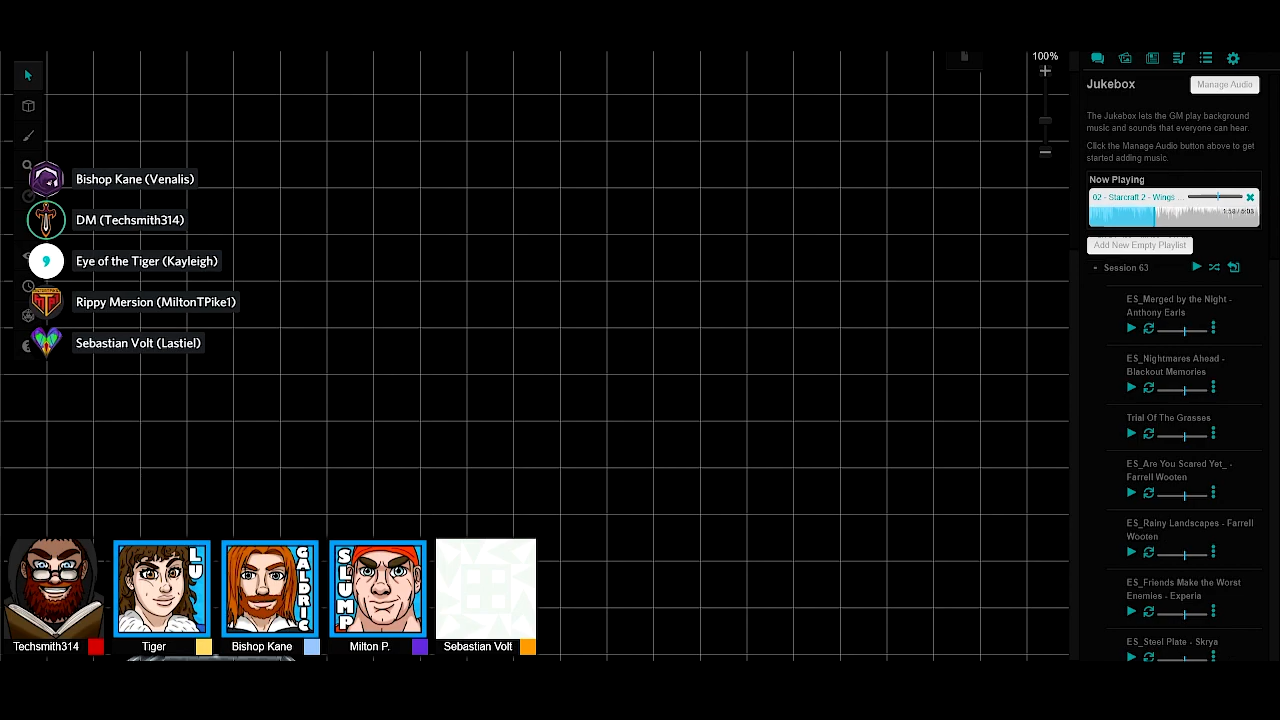 100%
Jukebox
Manage Audio
The Jukebox lets the GM play background
music and sounds that everyone can hear.
Click the Manage Audio button above to get
started adding music.
Now Playing
02 - Starcraft 2 - Wings ...
1:58 / 5:03
Add New Empty Playlist
- Session 63
ES_Merged by the Night -
Anthony Earls
ES_Nightmares Ahead -
Blackout Memories
Trial Of The Grasses
ES_Are You Scared Yet_ -
Farrell Wooten
ES_Rainy Landscapes - Farrell
Wooten
ES_Friends Make the Worst
Enemies - Experia
ES_Steel Plate - Skrya
Bishop Kane (Venalis)
DM (Techsmith314)
Eye of the Tiger (Kayleigh)
Rippy Mersion (MiltonTPike1)
Sebastian Volt (Lastiel)
LU
CALDRIC
SLUMP
Techsmith314
Tiger
Bishop Kane
Milton P.
Sebastian Volt